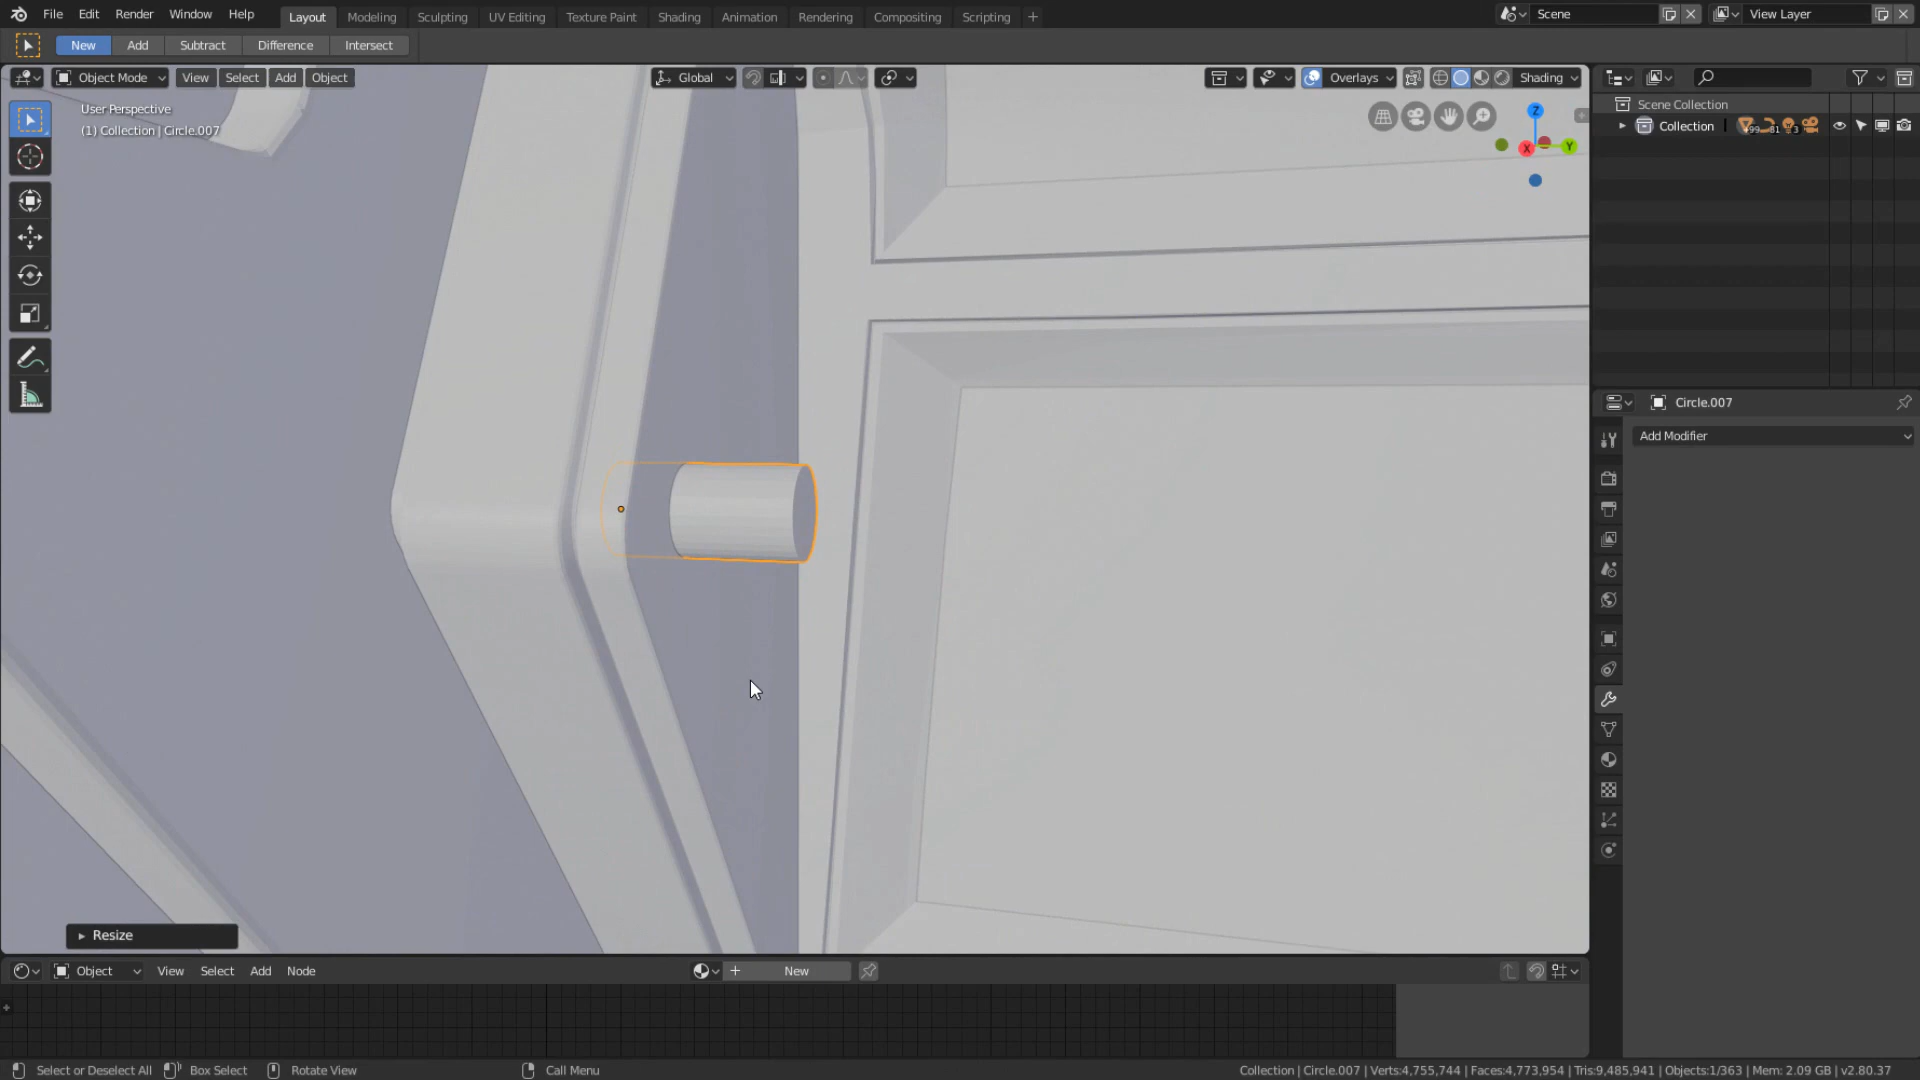 File Edit Render Window Help Layout Modeling Sculpting UV Editing Texture Paint Shading Animation Rendering Compositing Scripting + Scene View Layer
New Add Subtract Difference Intersect
Object Mode View Select Add Object Global Overlays Shading
User Perspective
(1) Collection | Circle.007
Z
X Y
Scene Collection
Collection
Circle.007
Add Modifier
Resize
Object View Select Add Node + New
Select or Deselect All Box Select Rotate View Call Menu Collection | Circle.007 | Verts:4,755,744 | Faces:4,773,954 | Tris:9,485,941 | Objects:1/363 | Mem: 2.09 GB | v2.80.37